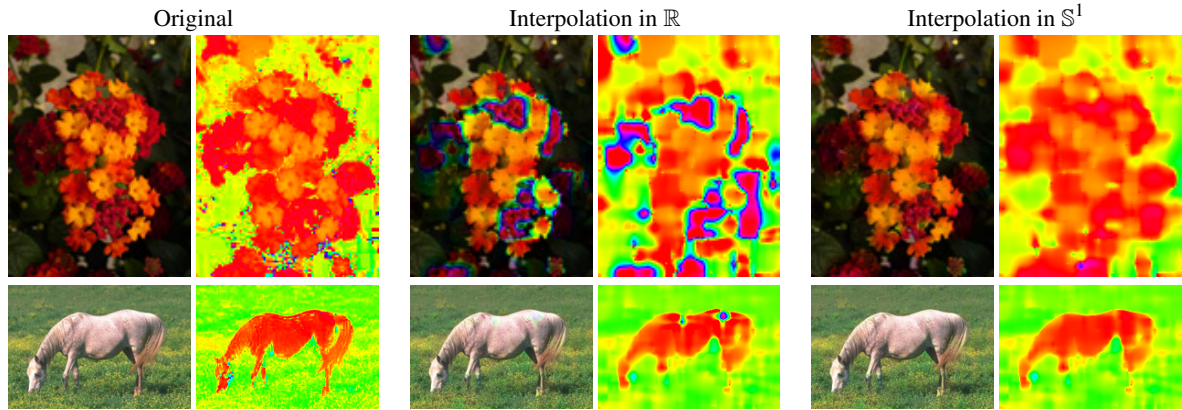 Original
Interpolation in ℝ
Interpolation in 𝕊¹